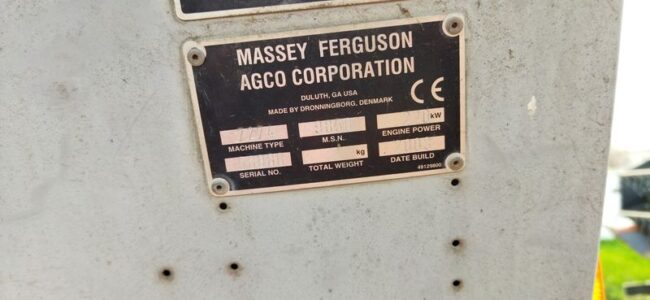 MASSEY FERGUSON
AGCO CORPORATION
DULUTH, GA USA
MADE BY DRONNINGBORG, DENMARK
CE
kW
MACHINE TYPE M.S.N. ENGINE POWER
kg
SERIAL NO. TOTAL WEIGHT DATE BUILD
49129800